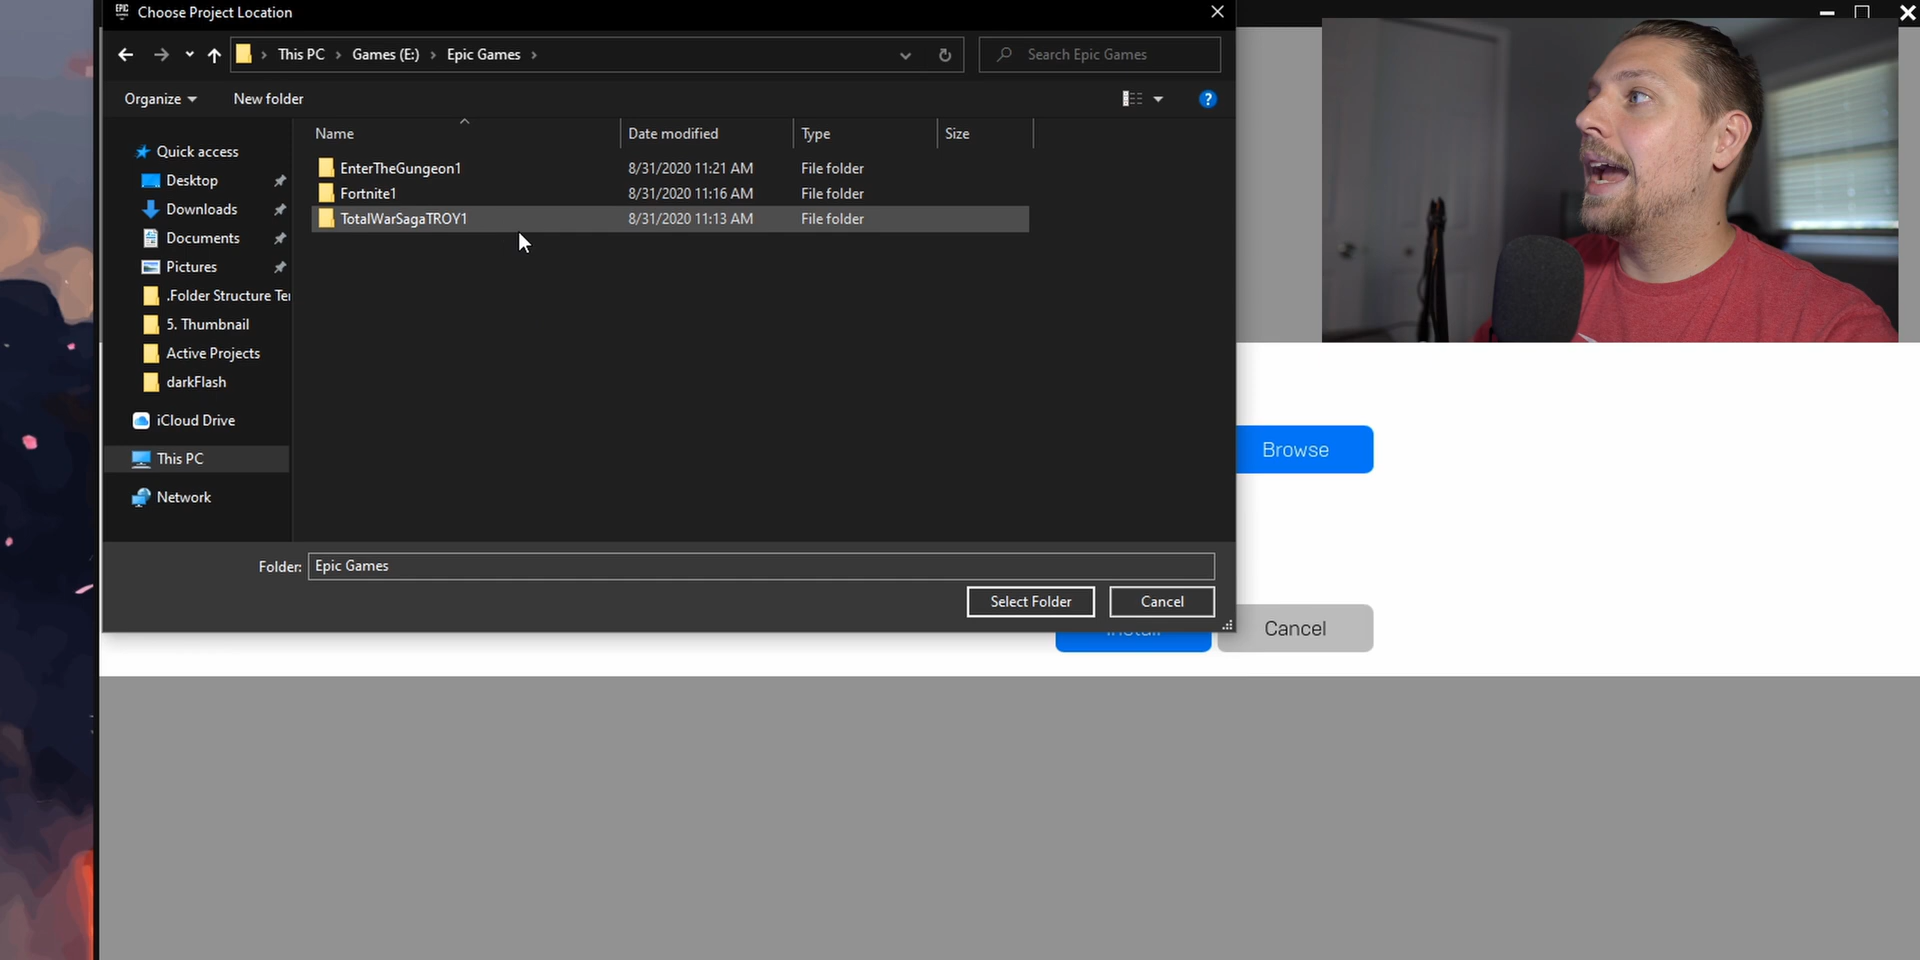 EPIC Choose Project Location
This PC > Games (E:) > Epic Games >
Search Epic Games
Organize
New folder
?
Name
Date modified
Type
Size
Quick access
Desktop
Downloads
Documents
Pictures
.Folder Structure Te
5. Thumbnail
Active Projects
darkFlash
iCloud Drive
This PC
Network
EnterTheGungeon1 8/31/2020 11:21 AM File folder
Fortnite1 8/31/2020 11:16 AM File folder
TotalWarSagaTROY1 8/31/2020 11:13 AM File folder
Folder: Epic Games
Select Folder
Cancel
Browse
Install
Cancel